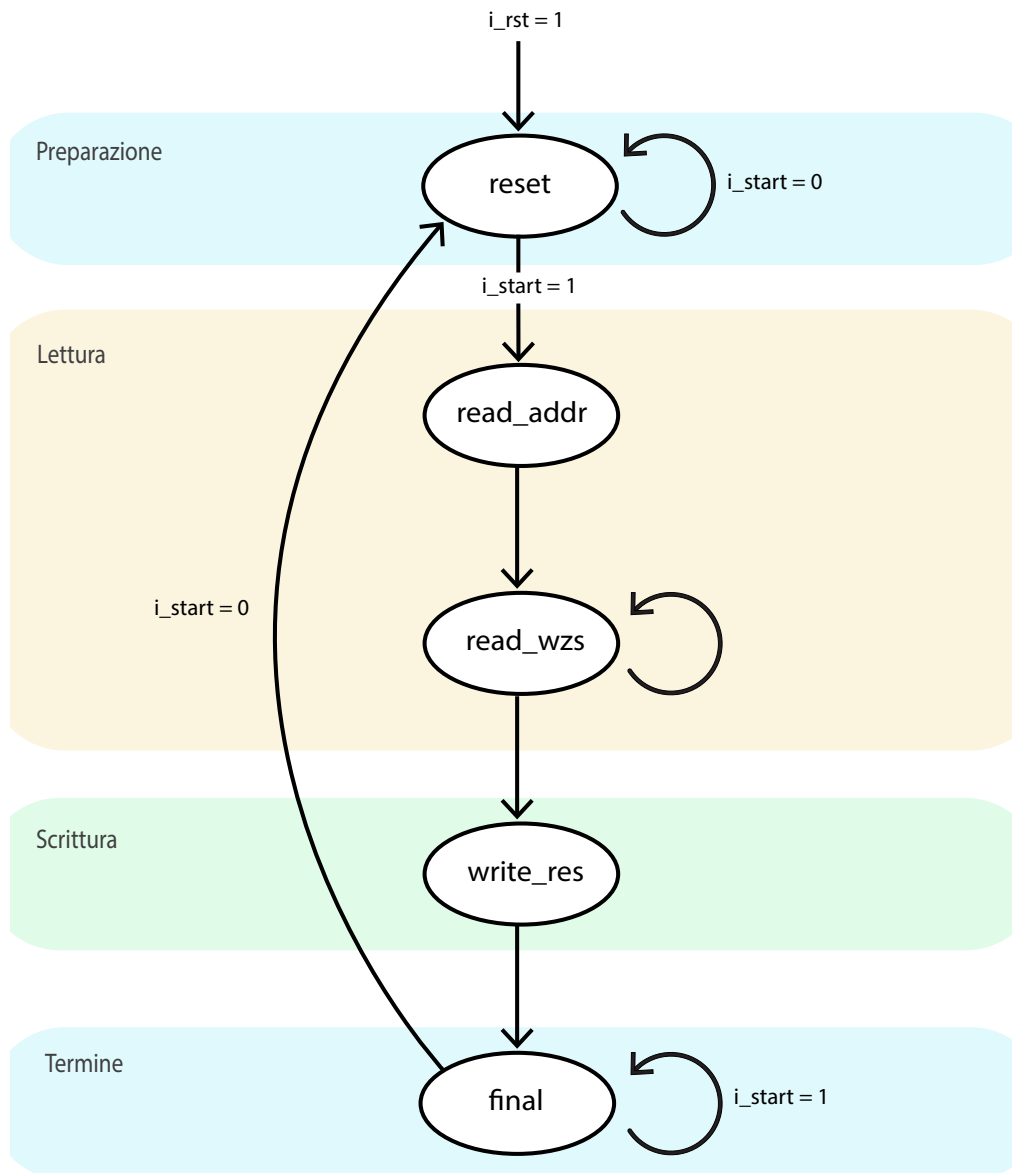 i_rst = 1
Preparazione
reset
i_start = 0
i_start = 1
Lettura
read_addr
i_start = 0
read_wzs
Scrittura
write_res
Termine
final
i_start = 1